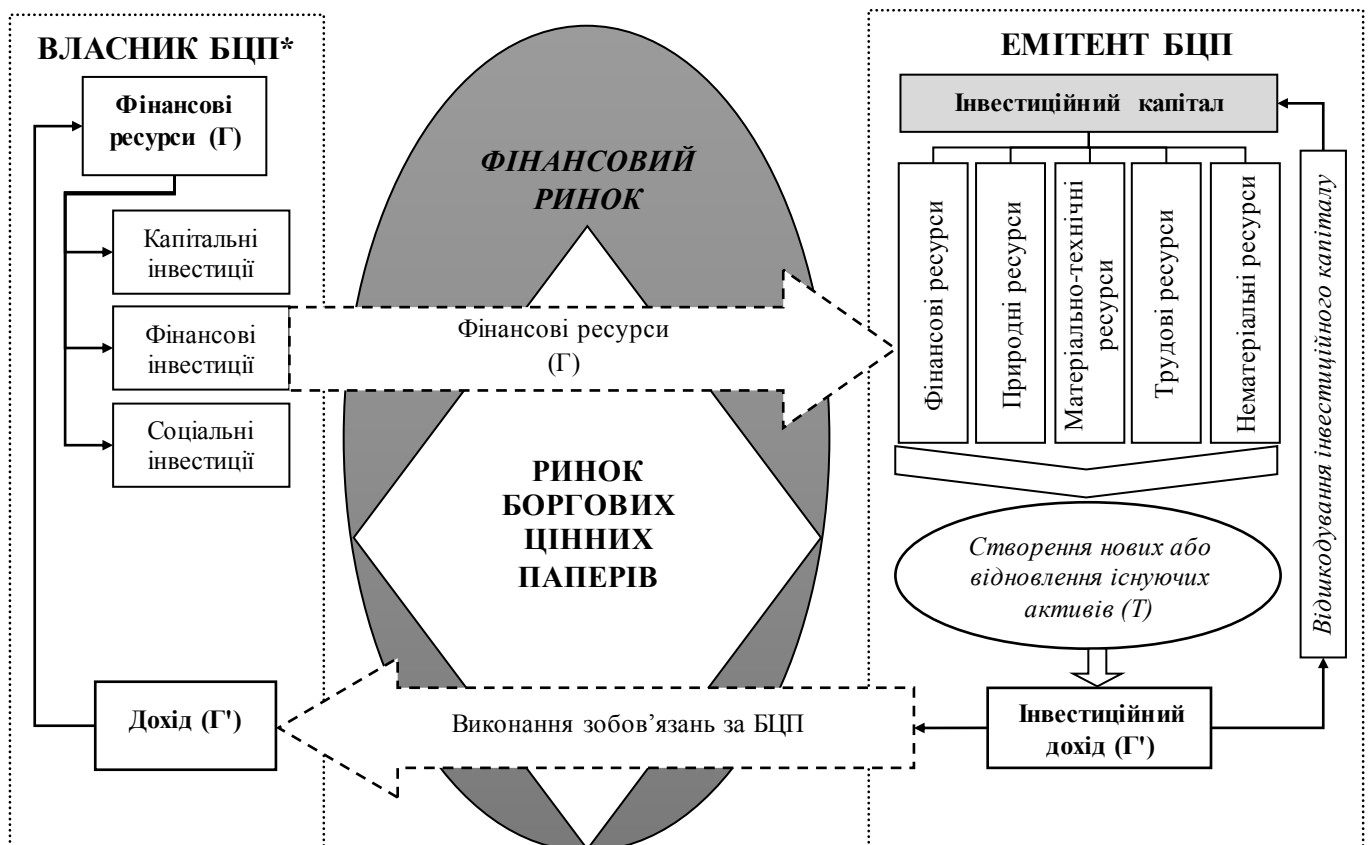 ВЛАСНИК БЦП*
Фінансові
ресурси (Г)
Капітальні
інвестиції
Фінансові
інвестиції
Соціальні
інвестиції
Дохід (Г')
ФІНАНСОВИЙ
РИНОК
Фінансові ресурси
(Г)
РИНОК
БОРГОВИХ
ЦІННИХ
ПАПЕРІВ
Виконання зобов’язань за БЦП
ЕМІТЕНТ БЦП
Інвестиційний капітал
Фінансові ресурси
Природні ресурси
Матеріально-технічні
ресурси
Трудові ресурси
Нематеріальні ресурси
Створення нових або
відновлення існуючих
активів (Т)
Інвестиційний
дохід (Г')
Відшкодування інвестиційного капіталу